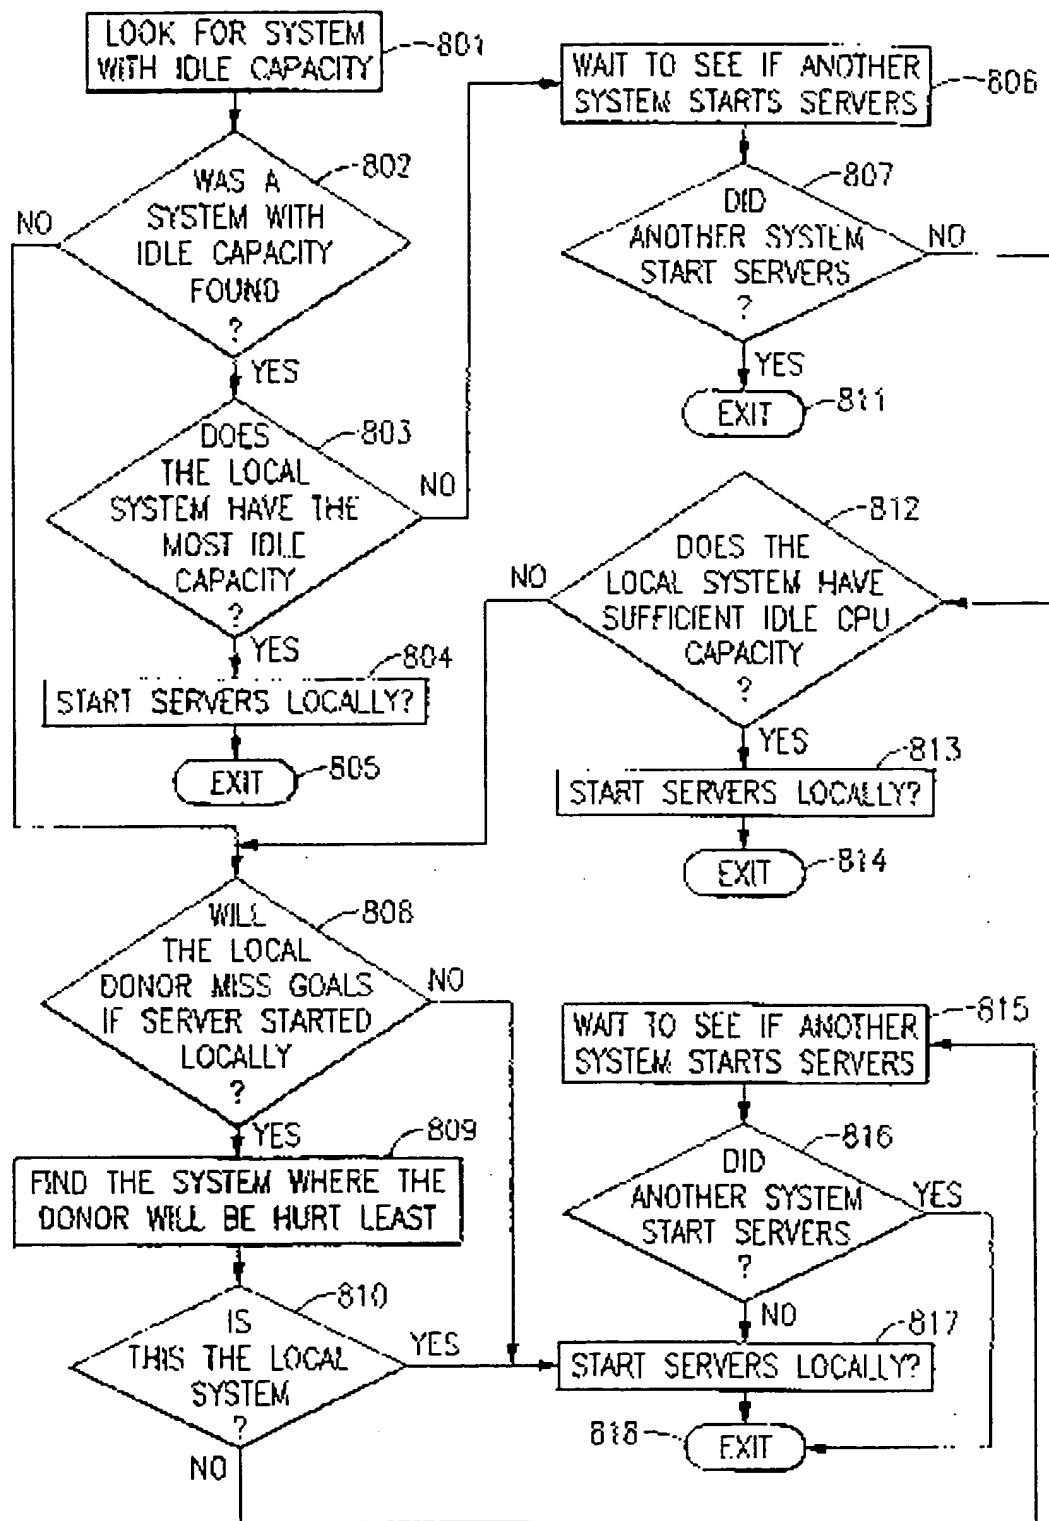 LOOK FOR SYSTEM
WITH IDLE CAPACITY
801
WAS A
SYSTEM WITH
IDLE CAPACITY
FOUND
?
802
NO
YES
DOES
THE LOCAL
SYSTEM HAVE THE
MOST IDLE
CAPACITY
?
803
NO
YES
804
START SERVERS LOCALLY?
EXIT
805
WAIT TO SEE IF ANOTHER
SYSTEM STARTS SERVERS
806
807
DID
ANOTHER SYSTEM
START SERVERS
?
NO
YES
EXIT
811
812
DOES THE
LOCAL SYSTEM HAVE
SUFFICIENT IDLE CPU
CAPACITY
?
NO
YES
813
START SERVERS LOCALLY?
EXIT
814
WILL
THE LOCAL
DONOR MISS GOALS
IF SERVER STARTED
LOCALLY
?
808
NO
YES
809
FIND THE SYSTEM WHERE THE
DONOR WILL BE HURT LEAST
810
IS
THIS THE LOCAL
SYSTEM
?
YES
NO
WAIT TO SEE IF ANOTHER
SYSTEM STARTS SERVERS
815
816
DID
ANOTHER SYSTEM
START SERVERS
?
YES
NO
817
START SERVERS LOCALLY?
818
EXIT